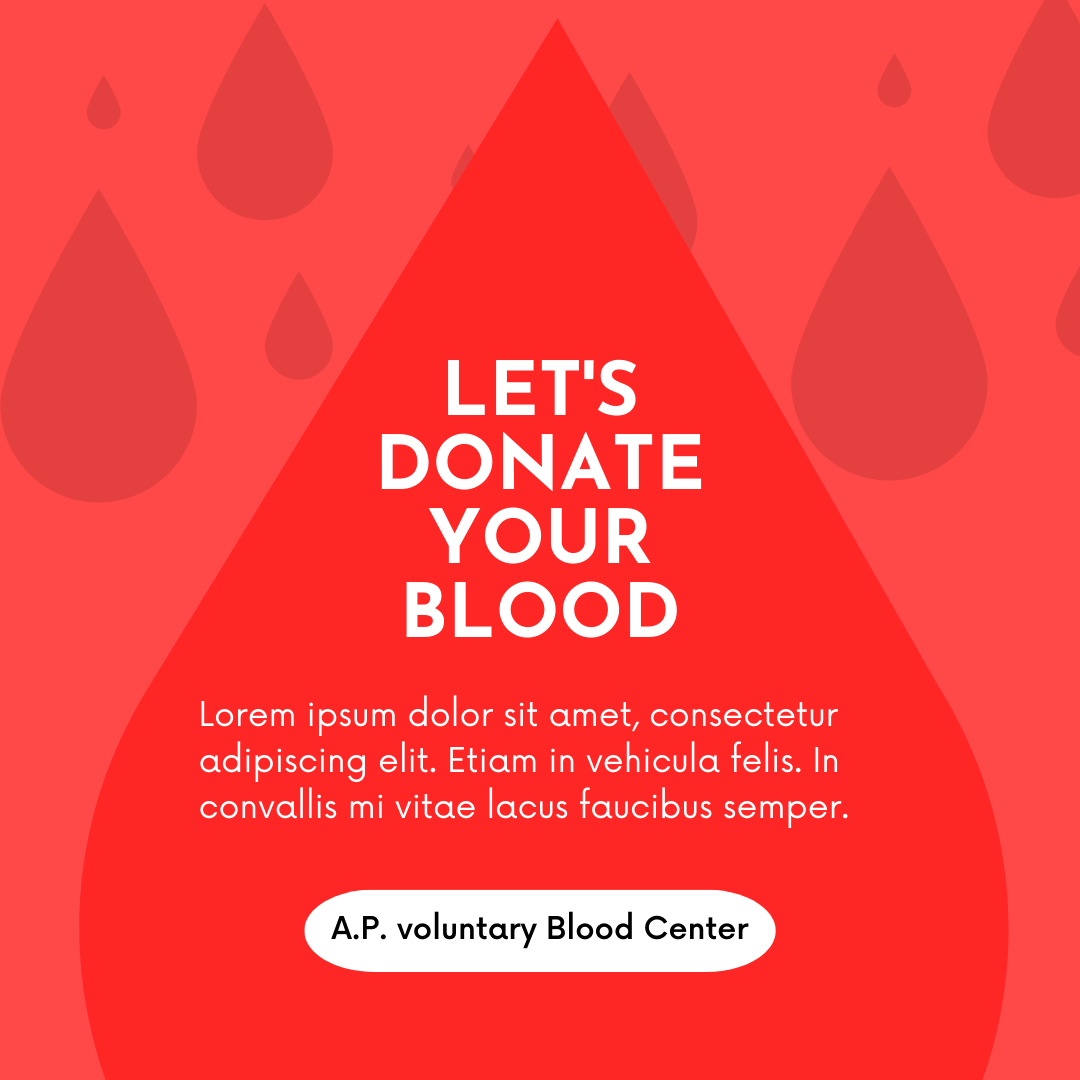 LET'S
DONATE
YOUR
BLOOD
Lorem ipsum dolor sit amet, consectetur
adipiscing elit. Etiam in vehicula felis. In
convallis mi vitae lacus faucibus semper.
A.P. voluntary Blood Center